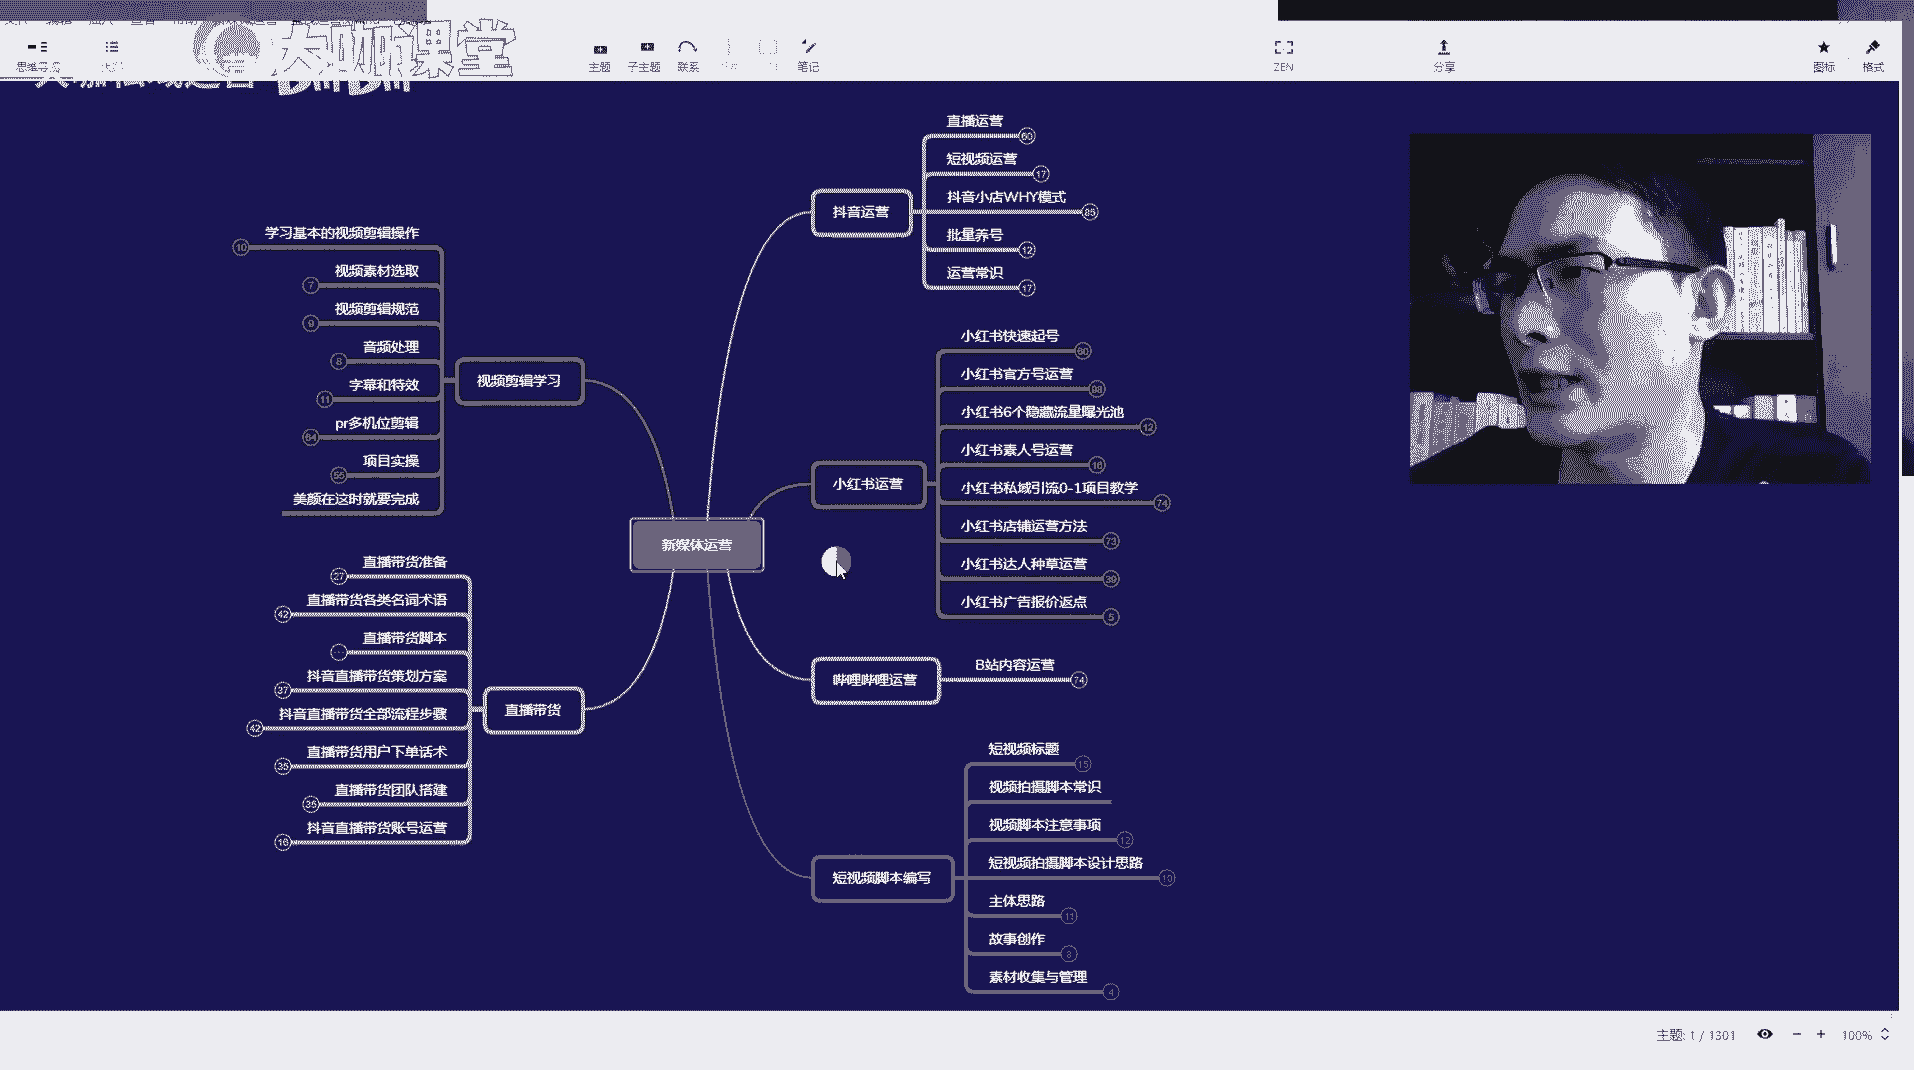 大咖课堂
主题
子主题
联系
笔记
ZEN
分享
图标
格式
新媒体运营
抖音运营
直播运营
60
短视频运营
17
抖音小店WHY模式
85
批量养号
12
运营常识
17
小红书运营
小红书快速起号
60
小红书官方号运营
98
小红书6个隐藏流量曝光池
12
小红书素人号运营
16
小红书私域引流0-1项目教学
74
小红书店铺运营方法
73
小红书达人种草运营
39
小红书广告报价返点
5
哔哩哔哩运营
B站内容运营
74
短视频脚本编写
短视频标题
15
视频拍摄脚本常识
视频脚本注意事项
12
短视频拍摄脚本设计思路
10
主体思路
11
故事创作
素材收集与管理
4
视频剪辑学习
学习基本的视频剪辑操作
10
视频素材选取
7
视频剪辑规范
9
音频处理
8
字幕和特效
11
pr多机位剪辑
64
项目实操
55
美颜在这时就要完成
直播带货
直播带货准备
27
直播带货各类名词术语
42
直播带货脚本
抖音直播带货策划方案
37
抖音直播带货全部流程步骤
42
直播带货用户下单话术
35
直播带货团队搭建
35
抖音直播带货账号运营
16
主题: 1 / 1301
100%